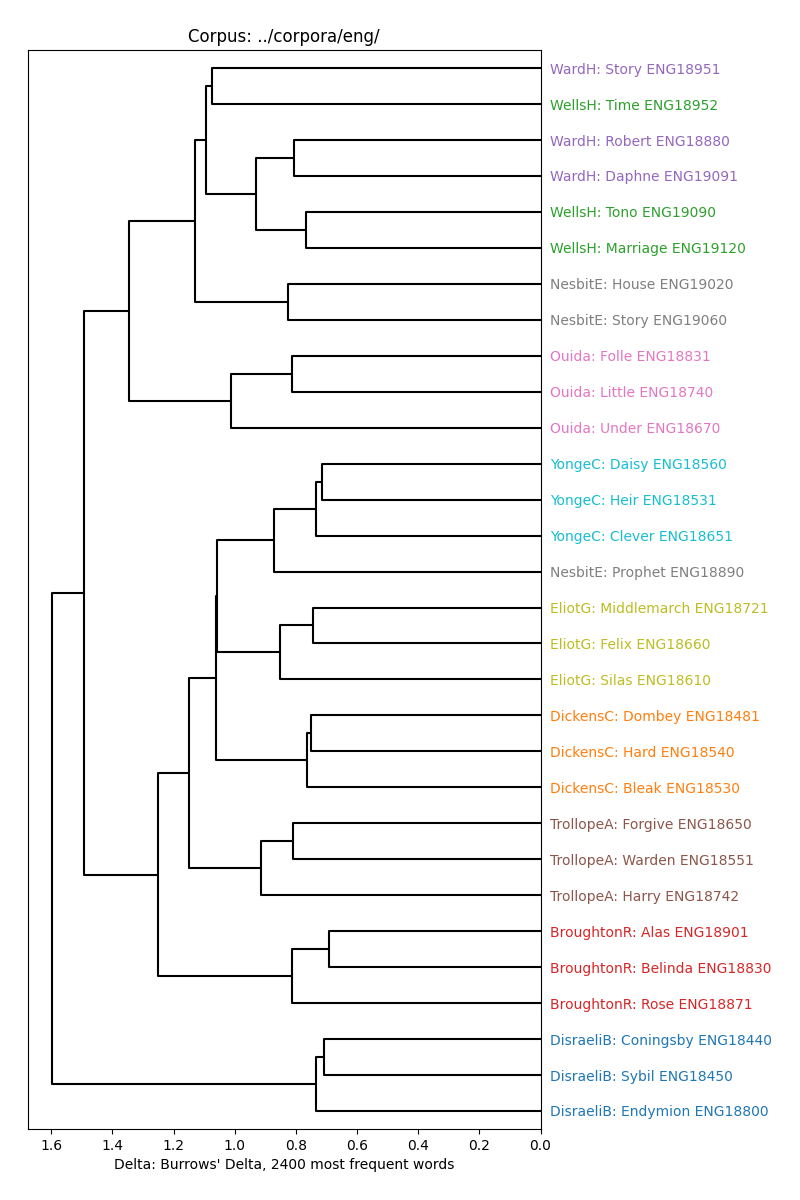 Corpus: ../corpora/eng/
WardH: Story ENG18951
WellsH: Time ENG18952
WardH: Robert ENG18880
WardH: Daphne ENG19091
WellsH: Tono ENG19090
WellsH: Marriage ENG19120
NesbitE: House ENG19020
NesbitE: Story ENG19060
Ouida: Folle ENG18831
Ouida: Little ENG18740
Ouida: Under ENG18670
YongeC: Daisy ENG18560
YongeC: Heir ENG18531
YongeC: Clever ENG18651
NesbitE: Prophet ENG18890
EliotG: Middlemarch ENG18721
EliotG: Felix ENG18660
EliotG: Silas ENG18610
DickensC: Dombey ENG18481
DickensC: Hard ENG18540
DickensC: Bleak ENG18530
TrollopeA: Forgive ENG18650
TrollopeA: Warden ENG18551
TrollopeA: Harry ENG18742
BroughtonR: Alas ENG18901
BroughtonR: Belinda ENG18830
BroughtonR: Rose ENG18871
DisraeliB: Coningsby ENG18440
DisraeliB: Sybil ENG18450
DisraeliB: Endymion ENG18800
1.6 1.4 1.2 1.0 0.8 0.6 0.4 0.2 0.0
Delta: Burrows' Delta, 2400 most frequent words